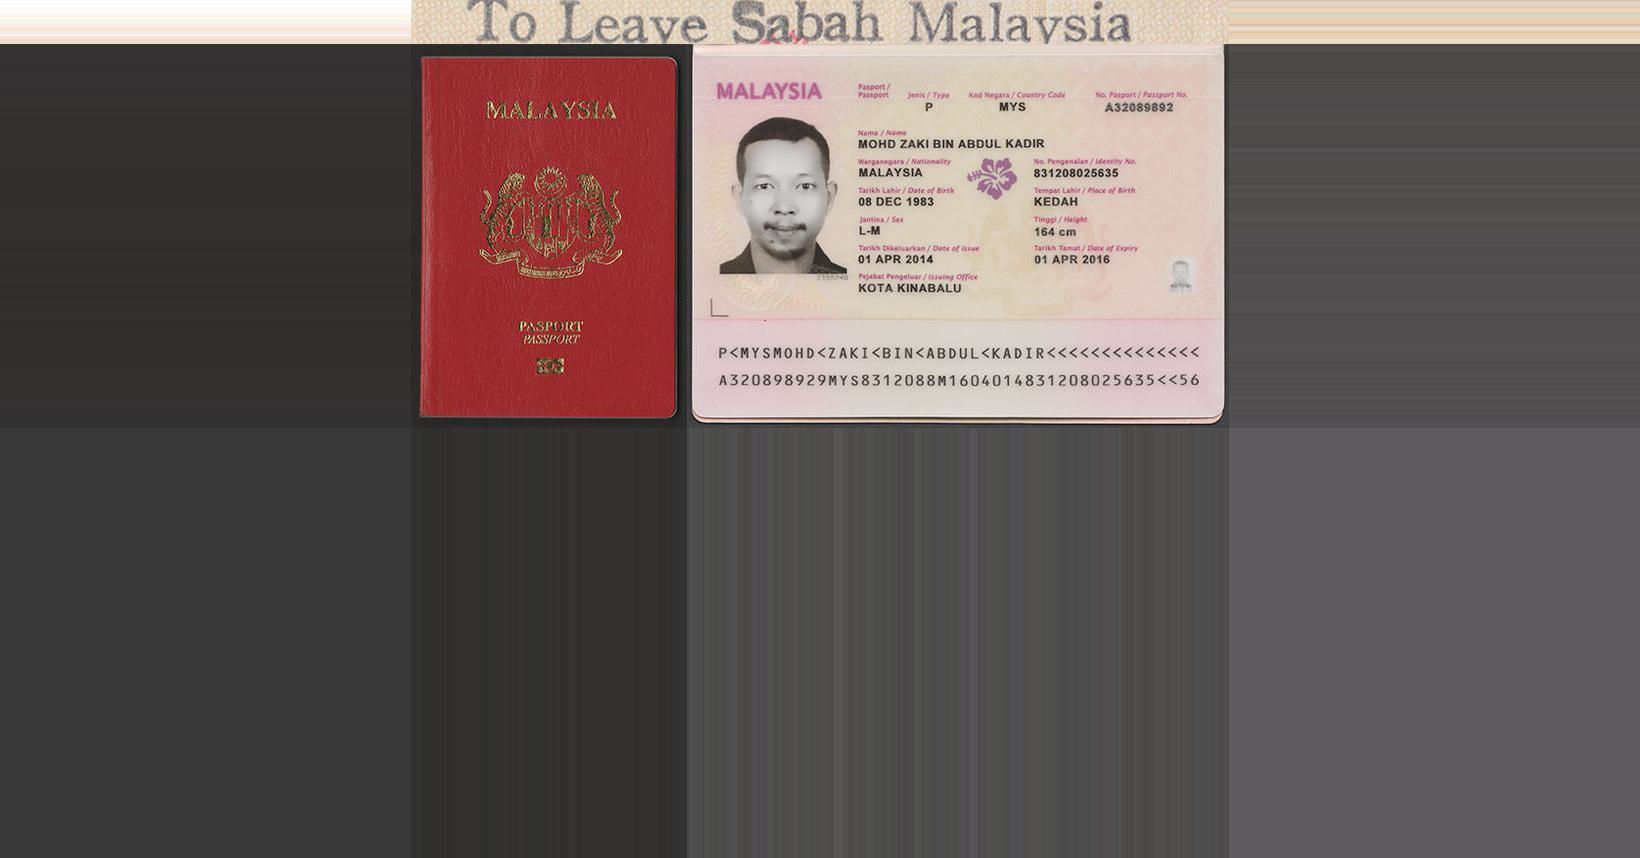 To Leave Sabah Malaysia
MALAYSIA
PASPORT
PASSPORT
MALAYSIA
Pasport /
Passport
Jenis / Type
P
Kod Negara / Country Code
MYS
No. Pasport / Passport No.
A32089892
Nama / Name
MOHD ZAKI BIN ABDUL KADIR
Warganegara / Nationality
MALAYSIA
No. Pengenalan / Identity No.
831208025635
Tarikh Lahir / Date of Birth
08 DEC 1983
Tempat Lahir / Place of Birth
KEDAH
Jantina / Sex
L-M
Tinggi / Height
164 cm
Tarikh Dikeluarkan / Date of Issue
01 APR 2014
Tarikh Tamat / Date of Expiry
01 APR 2016
Pejabat Pengeluar / Issuing Office
KOTA KINABALU
P<MYSMOHD<ZAKI<BIN<ABDUL<KADIR<<<<<<<<<<<<<<
A320898929MYS8312088M1604014831208025635<<56